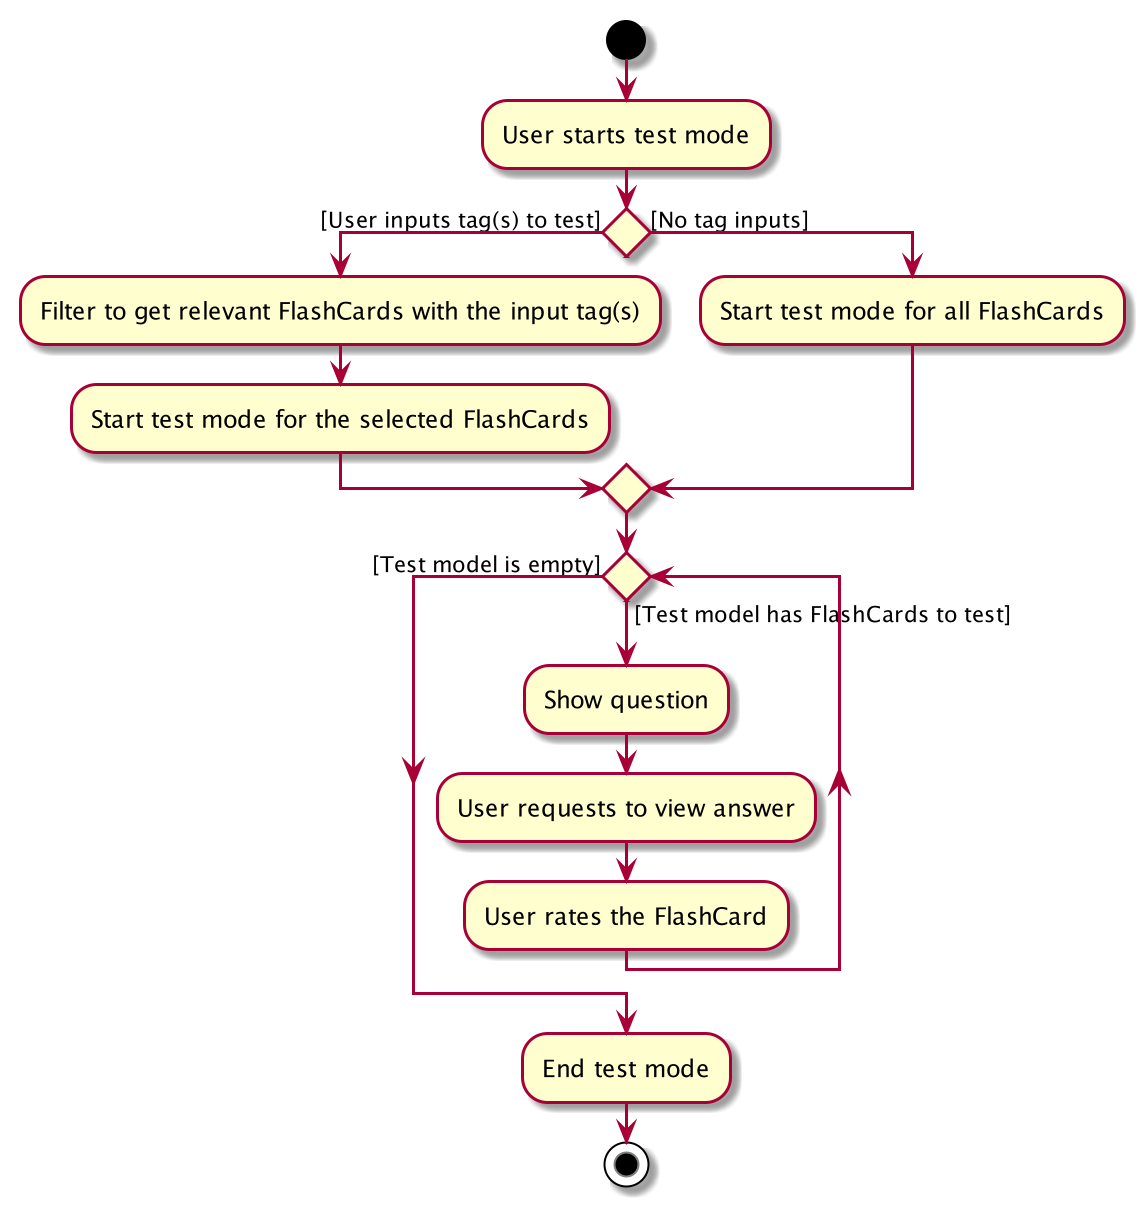 User starts test mode
[User inputs tag(s) to test]
[No tag inputs]
Filter to get relevant FlashCards with the input tag(s)
Start test mode for all FlashCards
Start test mode for the selected FlashCards
[Test model is empty]
[Test model has FlashCards to test]
Show question
User requests to view answer
User rates the FlashCard
End test mode